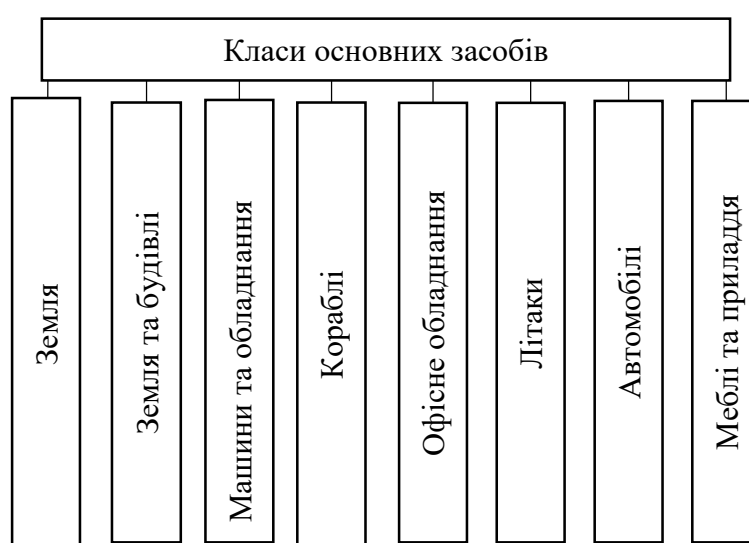 Класи основних засобів
Земля
Земля та будівлі
Машини та обладнання
Кораблі
Офісне обладнання
Літаки
Автомобілі
Меблі та приладдя